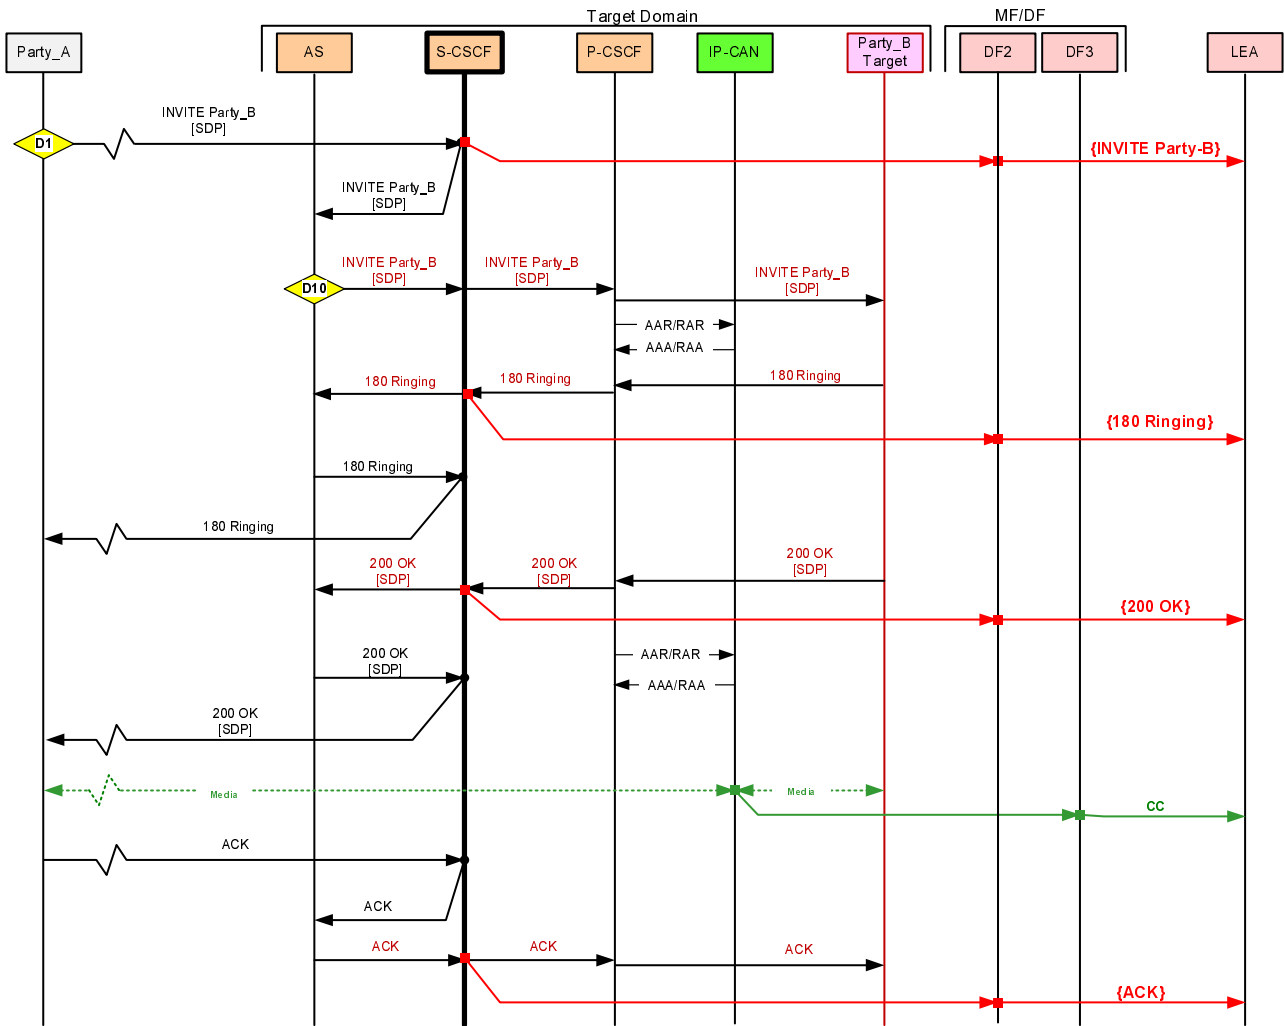 Target Domain
MF/DF
Party_A
AS
S-CSCF
P-CSCF
IP-CAN
Party_B
Target
DF2
DF3
LEA
INVITE Party_B
[SDP]
D1
{INVITE Party-B}
INVITE Party_B
[SDP]
INVITE Party_B
[SDP]
INVITE Party_B
[SDP]
INVITE Party_B
[SDP]
D10
AAR/RAR
AAA/RAA
180 Ringing
180 Ringing
180 Ringing
{180 Ringing}
180 Ringing
180 Ringing
200 OK
[SDP]
200 OK
[SDP]
200 OK
[SDP]
{200 OK}
200 OK
[SDP]
AAR/RAR
AAA/RAA
200 OK
[SDP]
Media
Media
CC
ACK
ACK
ACK
ACK
ACK
{ACK}